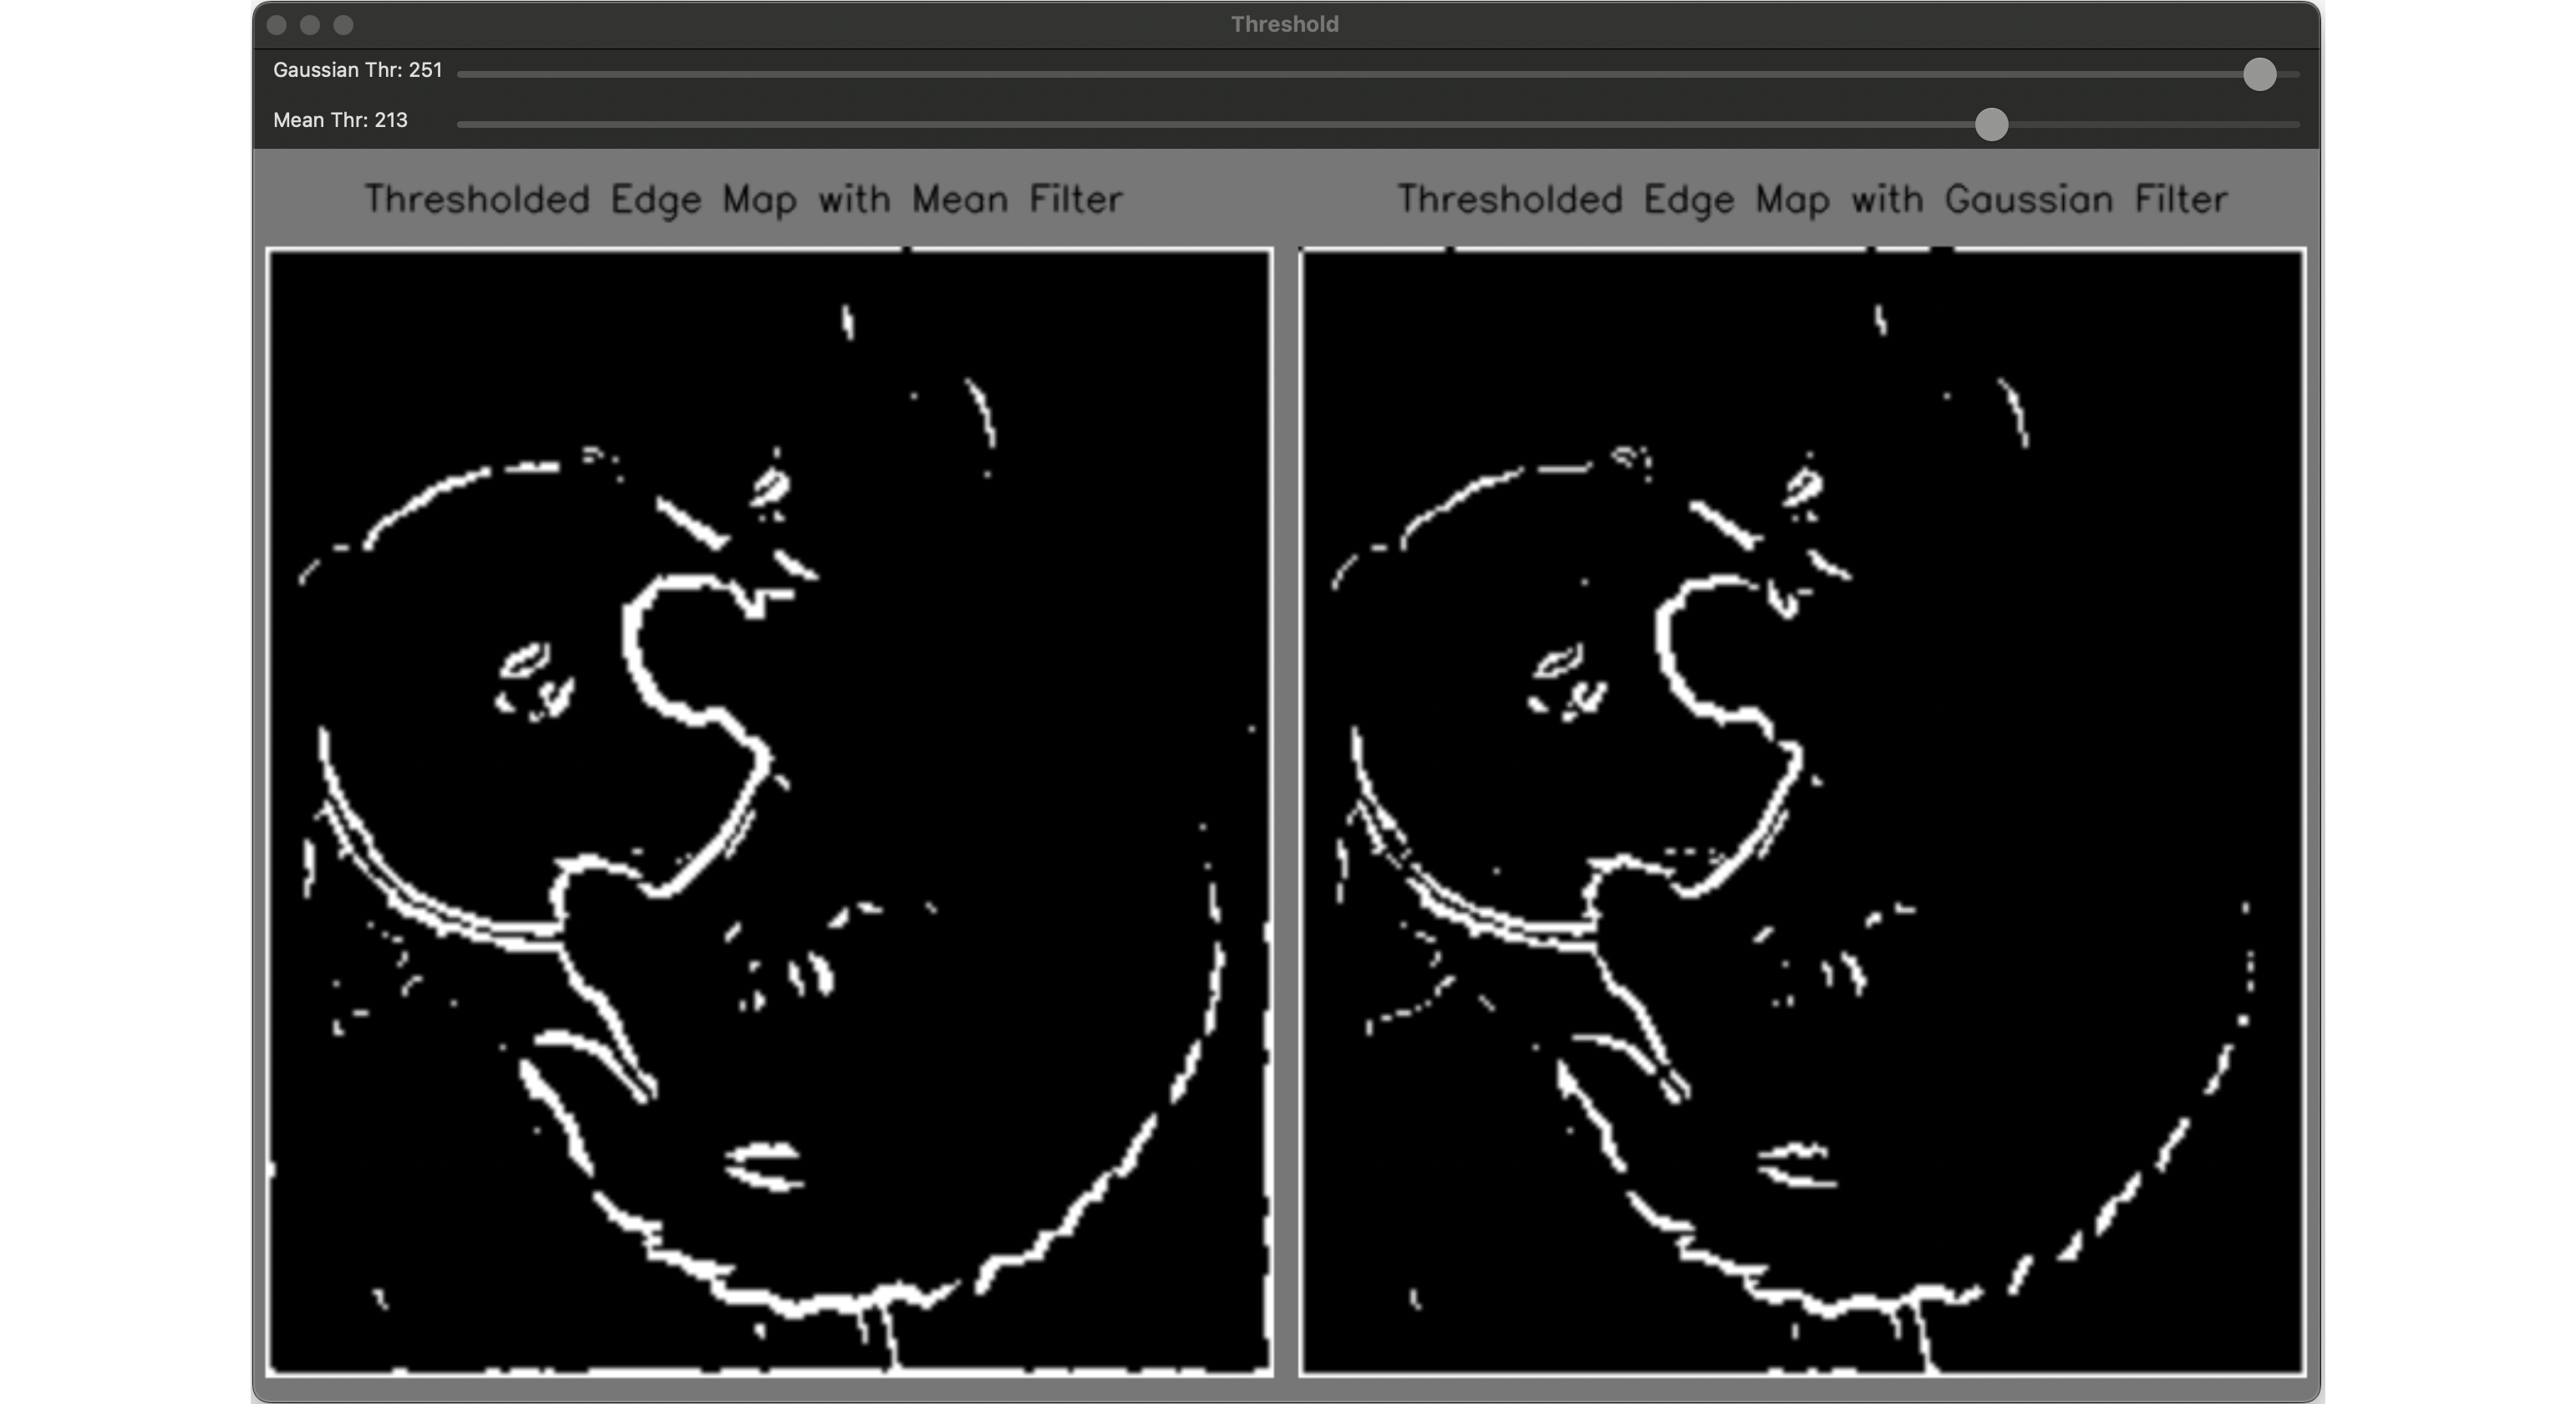 Threshold
Gaussian Thr: 251
Mean Thr: 213
Thresholded Edge Map with Mean Filter
Thresholded Edge Map with Gaussian Filter